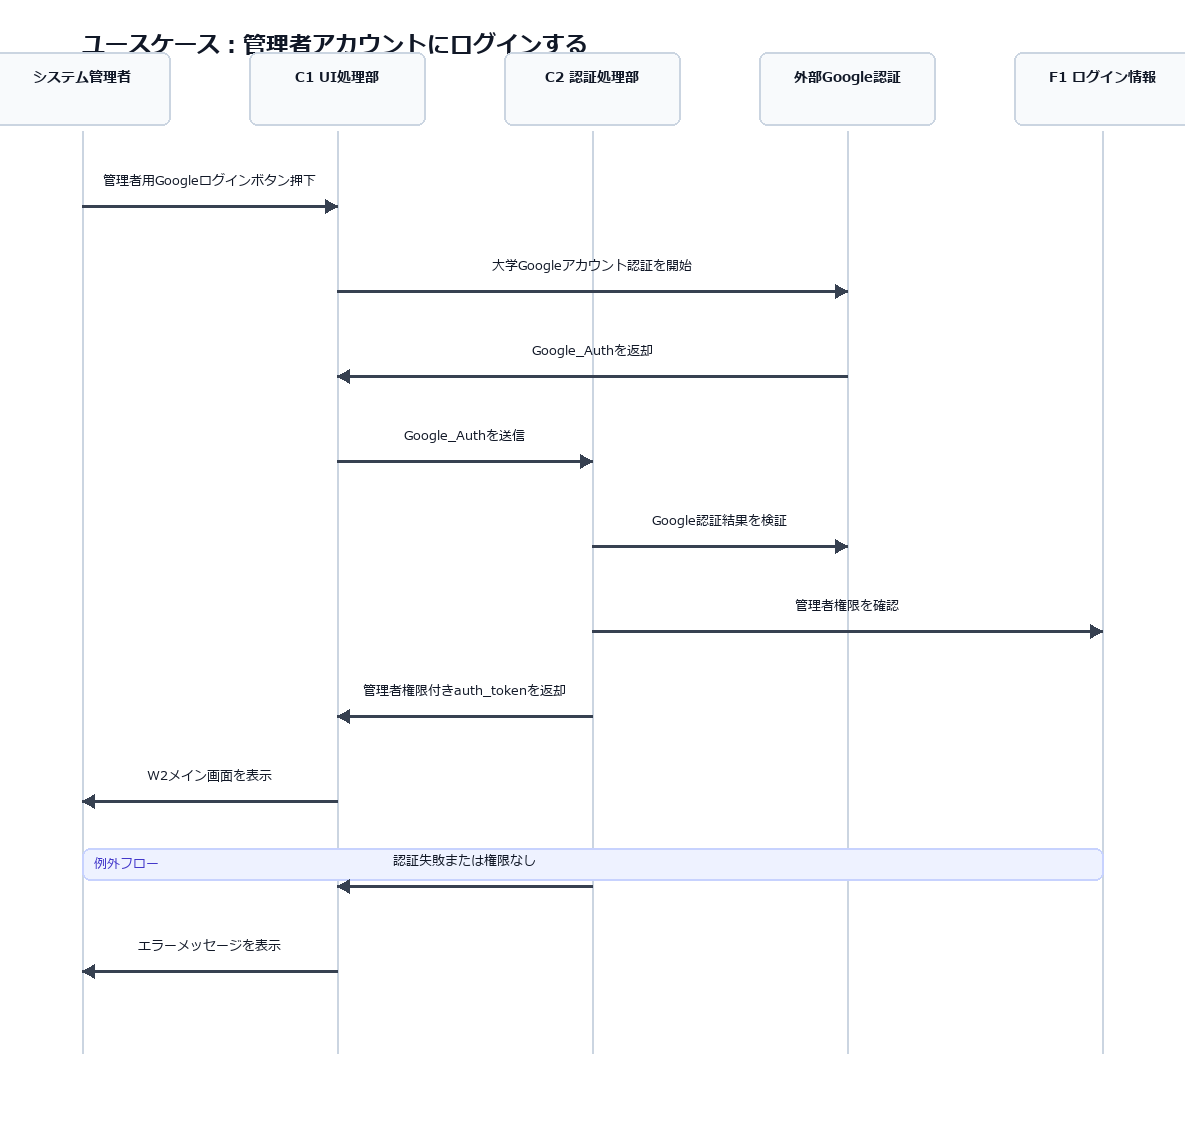 ユースケース：管理者アカウントにログインする
システム管理者
C1 UI処理部
C2 認証処理部
外部Google認証
F1 ログイン情報
管理者用Googleログインボタン押下
大学Googleアカウント認証を開始
Google_Authを返却
Google_Authを送信
Google認証結果を検証
管理者権限を確認
管理者権限付きauth_tokenを返却
W2メイン画面を表示
例外フロー
認証失敗または権限なし
エラーメッセージを表示